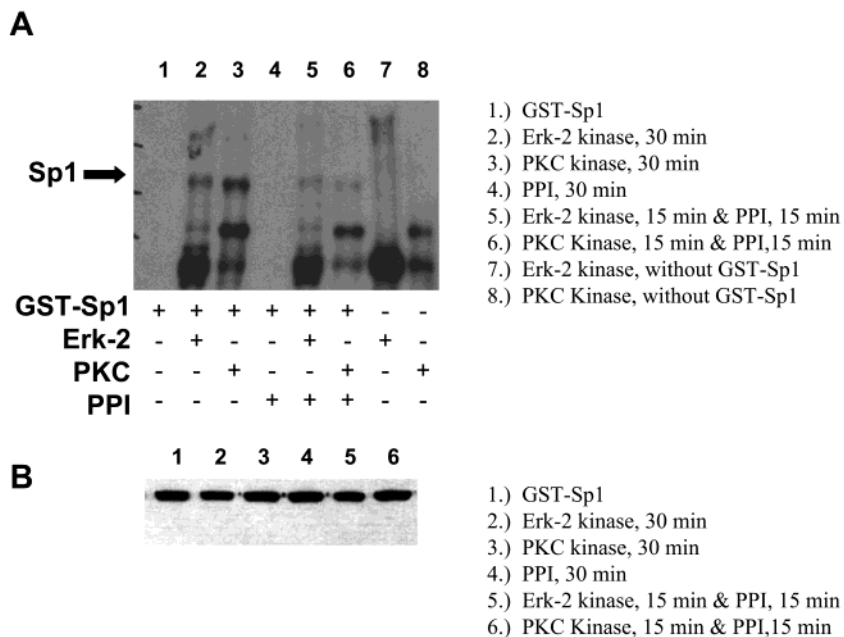 A
1 2 3 4 5 6 7 8
Sp1
1.) GST-Sp1
2.) Erk-2 kinase, 30 min
3.) PKC kinase, 30 min
4.) PPI, 30 min
5.) Erk-2 kinase, 15 min & PPI, 15 min
6.) PKC Kinase, 15 min & PPI,15 min
7.) Erk-2 kinase, without GST-Sp1
8.) PKC Kinase, without GST-Sp1
GST-Sp1 + + + + + + - -
Erk-2 - + - - + - + -
PKC - - + - - + - +
PPI - - - + + + - -
B
1 2 3 4 5 6
1.) GST-Sp1
2.) Erk-2 kinase, 30 min
3.) PKC kinase, 30 min
4.) PPI, 30 min
5.) Erk-2 kinase, 15 min & PPI, 15 min
6.) PKC Kinase, 15 min & PPI,15 min